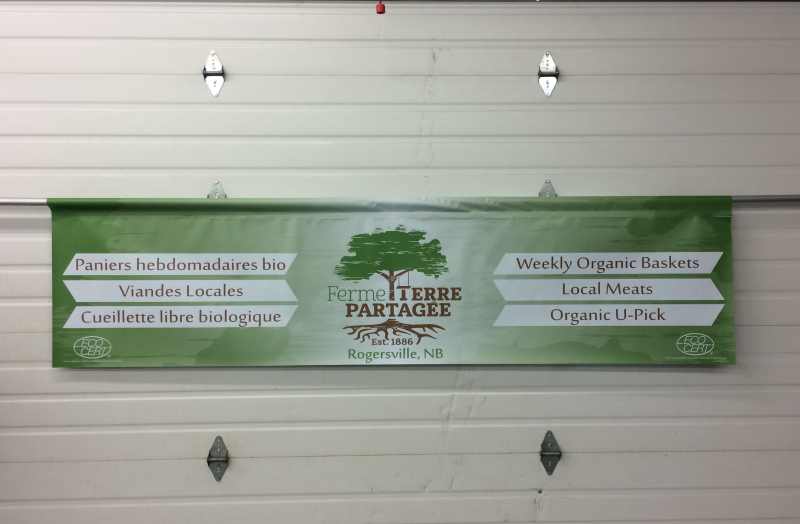 Paniers hebdomadaires bio
Viandes Locales
Cueillette libre biologique
ECO
CERT
Ferme TERRE
PARTAGÉE
Est. 1886
Rogersville, NB
Weekly Organic Baskets
Local Meats
Organic U-Pick
ECO
CERT